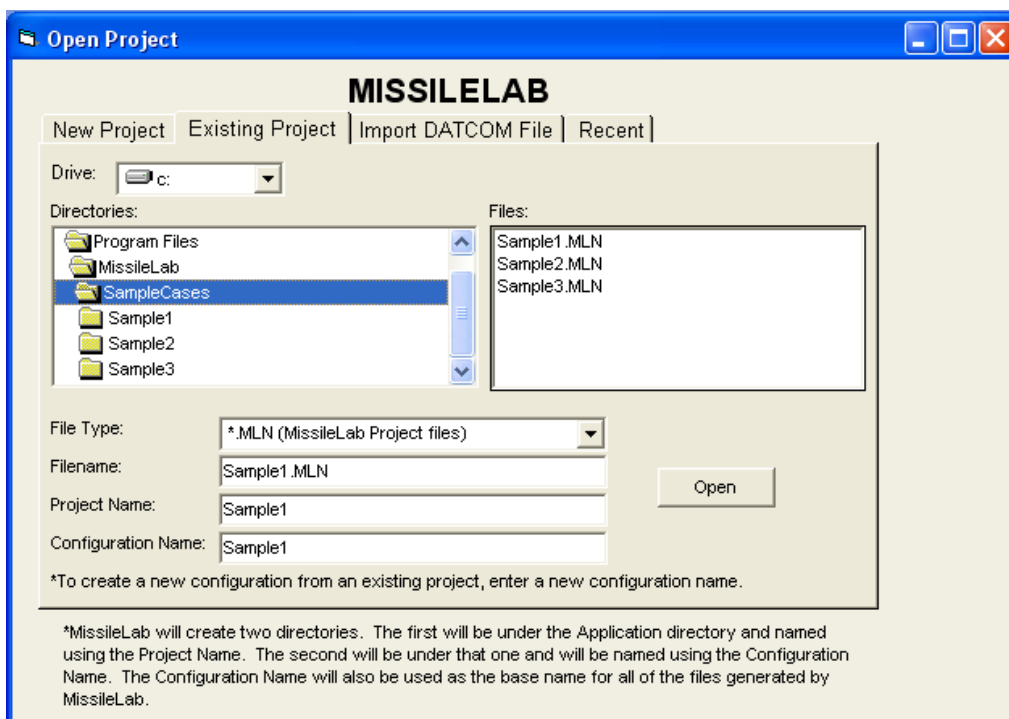 Open Project
MISSILELAB
New Project Existing Project Import DATCOM File Recent
Drive: c:
Directories: Files:
Program Files
MissileLab
SampleCases
Sample1
Sample2
Sample3
Sample1.MLN
Sample2.MLN
Sample3.MLN
File Type: *.MLN (MissileLab Project files)
Filename: Sample1.MLN
Open
Project Name: Sample1
Configuration Name: Sample1
*To create a new configuration from an existing project, enter a new configuration name.
*MissileLab will create two directories. The first will be under the Application directory and named
using the Project Name. The second will be under that one and will be named using the Configuration
Name. The Configuration Name will also be used as the base name for all of the files generated by
MissileLab.